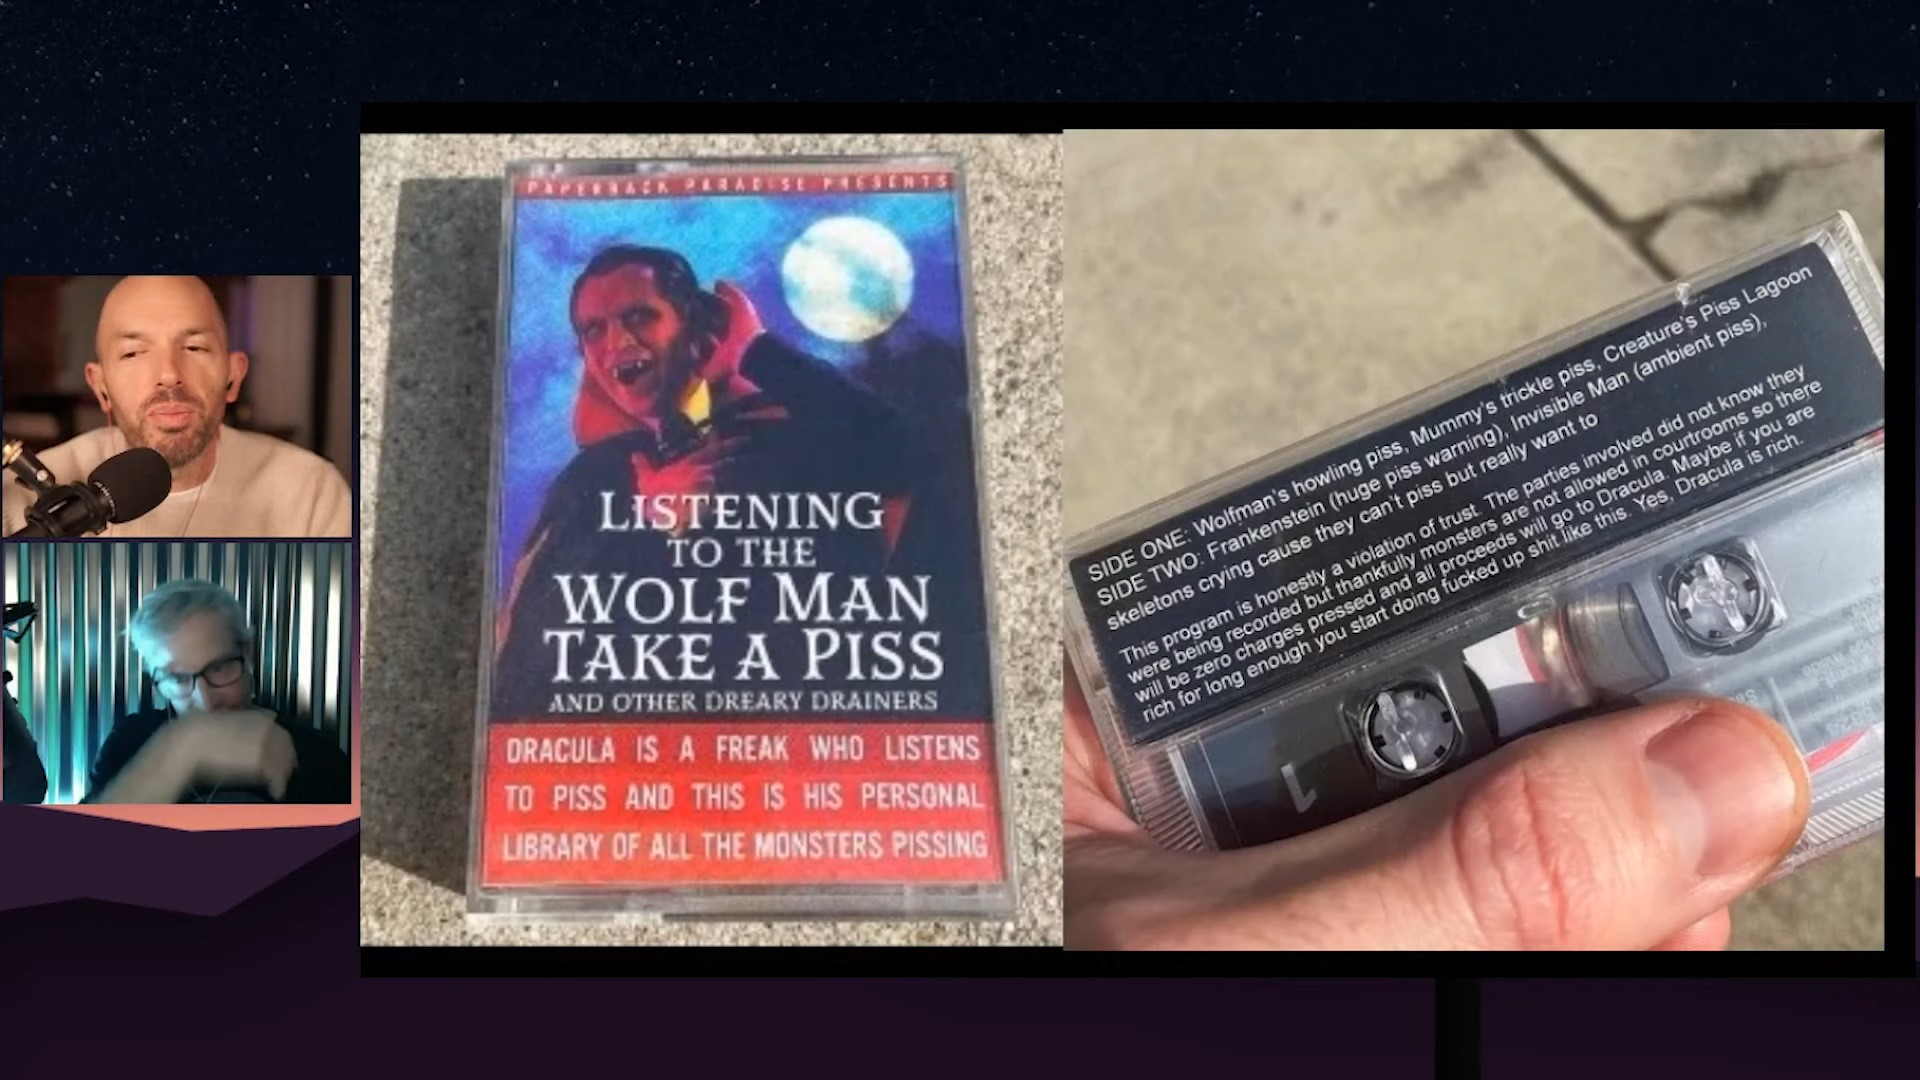 PAPERBACK PARADISE PRESENTS
LISTENING
TO THE
WOLF MAN
TAKE A PISS
AND OTHER DREARY DRAINERS
DRACULA IS A FREAK WHO LISTENS
TO PISS AND THIS IS HIS PERSONAL
LIBRARY OF ALL THE MONSTERS PISSING
SIDE ONE: Wolfman's howling piss, Mummy's trickle piss, Creature's Piss Lagoon
SIDE TWO: Frankenstein (huge piss warning), Invisible Man (ambient piss),
skeletons crying cause they can't piss but really want to
This program is honestly a violation of trust. The parties involved did not know they
were being recorded but thankfully monsters are not allowed in courtrooms so there
will be zero charges pressed and all proceeds will go to Dracula. Maybe if you are
rich for long enough you start doing fucked up shit like this. Yes, Dracula is rich.
1